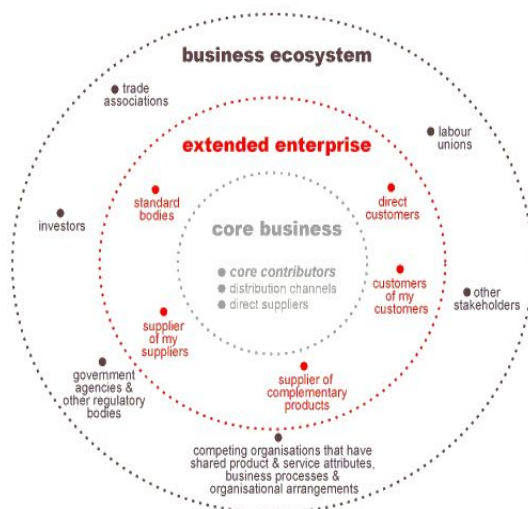 business ecosystem
trade
associations
labour
unions
extended enterprise
standard
bodies
direct
customers
investors
core business
core contributors
distribution channels
direct suppliers
customers
of my
customers
other
stakeholders
supplier
of my
suppliers
government
agencies &
other regulatory
bodies
supplier of
complementary
products
competing organisations that have
shared product & service attributes,
business processes &
organisational arrangements